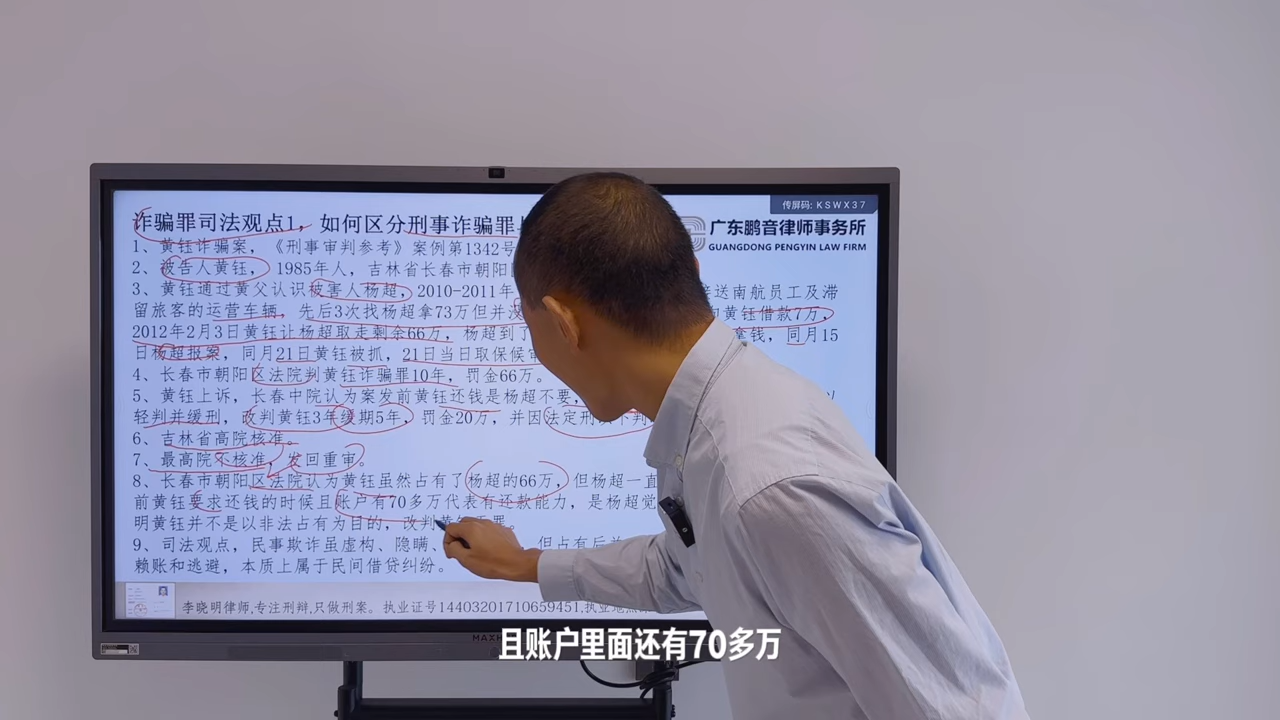 传屏码: KSWX37
诈骗罪司法观点1，如何区分刑事诈骗罪
广东鹏音律师事务所
GUANGDONG PENGYIN LAW FIRM
1、黄钰诈骗案，《刑事审判参考》案例第1342号
2、被告人黄钰，1985年人，吉林省长春市朝阳
3、黄钰通过黄父认识被害人杨超，2010-2011年 接送南航员工及滞
留旅客的运营车辆，先后3次找杨超拿73万但并 黄钰借款7万，
2012年2月3日黄钰让杨超取走剩余66万，杨超到了 拿钱，同月15
日杨超报案，同月21日黄钰被抓，21日当日取保候
4、长春市朝阳区法院判黄钰诈骗罪10年，罚金66万。
5、黄钰上诉，长春中院认为案发前黄钰还钱是杨超不要，
轻判并缓刑，改判黄钰3年缓期5年，罚金20万，并因法定刑以下判
6、吉林省高院核准。
7、最高院不核准，发回重审。
8、长春市朝阳区法院认为黄钰虽然占有了杨超的66万，但杨超一直
前黄钰要求还钱的时候且账户有70多万代表有还款能力，是杨超觉
明黄钰并不是以非法占有为目的，改判
9、司法观点，民事欺诈虽虚构、隐瞒、 但占有后
赖账和逃避，本质上属于民间借贷纠纷。
李晓明律师,专注刑辩,只做刑案。执业证号14403201710659451,执业地
MAXH
且账户里面还有70多万